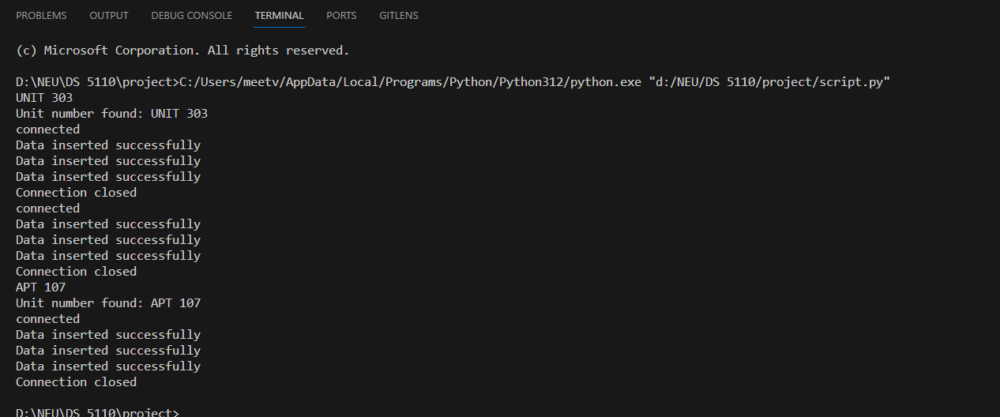 PROBLEMS OUTPUT DEBUG CONSOLE TERMINAL PORTS GITLENS
(c) Microsoft Corporation. All rights reserved.
D:\NEU\DS 5110\project>C:/Users/meetv/AppData/Local/Programs/Python/Python312/python.exe "d:/NEU/DS 5110/project/script.py"
UNIT 303
Unit number found: UNIT 303
connected
Data inserted successfully
Data inserted successfully
Data inserted successfully
Connection closed
connected
Data inserted successfully
Data inserted successfully
Data inserted successfully
Connection closed
APT 107
Unit number found: APT 107
connected
Data inserted successfully
Data inserted successfully
Data inserted successfully
Connection closed
D:\NEU\DS 5110\project>